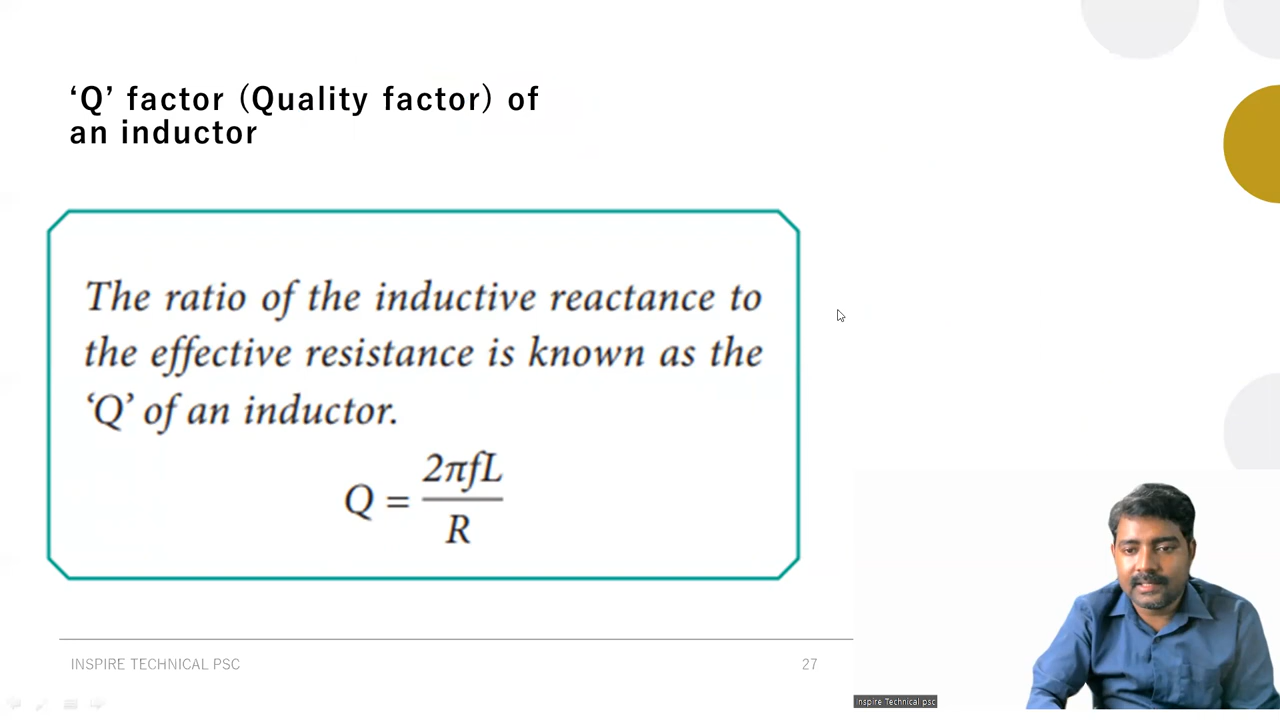 ‘Q’ factor (Quality factor) of
an inductor
The ratio of the inductive reactance to
the effective resistance is known as the
‘Q’ of an inductor.
Q = 2πfL / R
INSPIRE TECHNICAL PSC
27
Inspire Technical psc